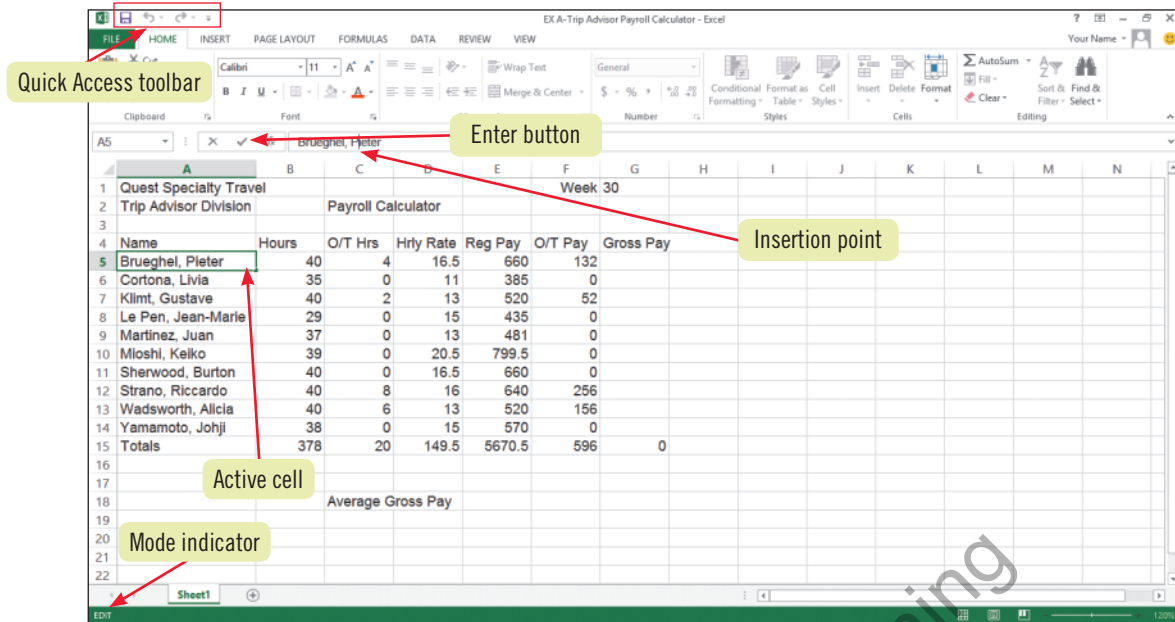 EX A-Trip Advisor Payroll Calculator - Excel
FILE HOME INSERT PAGE LAYOUT FORMULAS DATA REVIEW VIEW Your Name
Quick Access toolbar
Calibri 11 Wrap Text General
B I U Merge & Center $ % Conditional Formatting Format as Table Cell Styles Insert Delete Format AutoSum Fill Clear Sort & Filter Find & Select
Clipboard Font Number Styles Cells Editing
Enter button
A5 Brueghel, Pieter
A B C D E F G H I J K L M N
1 Quest Specialty Travel Week 30
2 Trip Advisor Division Payroll Calculator
3
Insertion point
4 Name Hours O/T Hrs Hrly Rate Reg Pay O/T Pay Gross Pay
5 Brueghel, Pieter 40 4 16.5 660 132
6 Cortona, Livia 35 0 11 385 0
7 Klimt, Gustave 40 2 13 520 52
8 Le Pen, Jean-Marie 29 0 15 435 0
9 Martinez, Juan 37 0 13 481 0
10 Mioshi, Keiko 39 0 20.5 799.5 0
11 Sherwood, Burton 40 0 16.5 660 0
12 Strano, Riccardo 40 8 16 640 256
13 Wadsworth, Alicia 40 6 13 520 156
14 Yamamoto, Johji 38 0 15 570 0
15 Totals 378 20 149.5 5670.5 596 0
16
17
Active cell
18 Average Gross Pay
19
20
Mode indicator
21
22
Sheet1
EDIT 120%